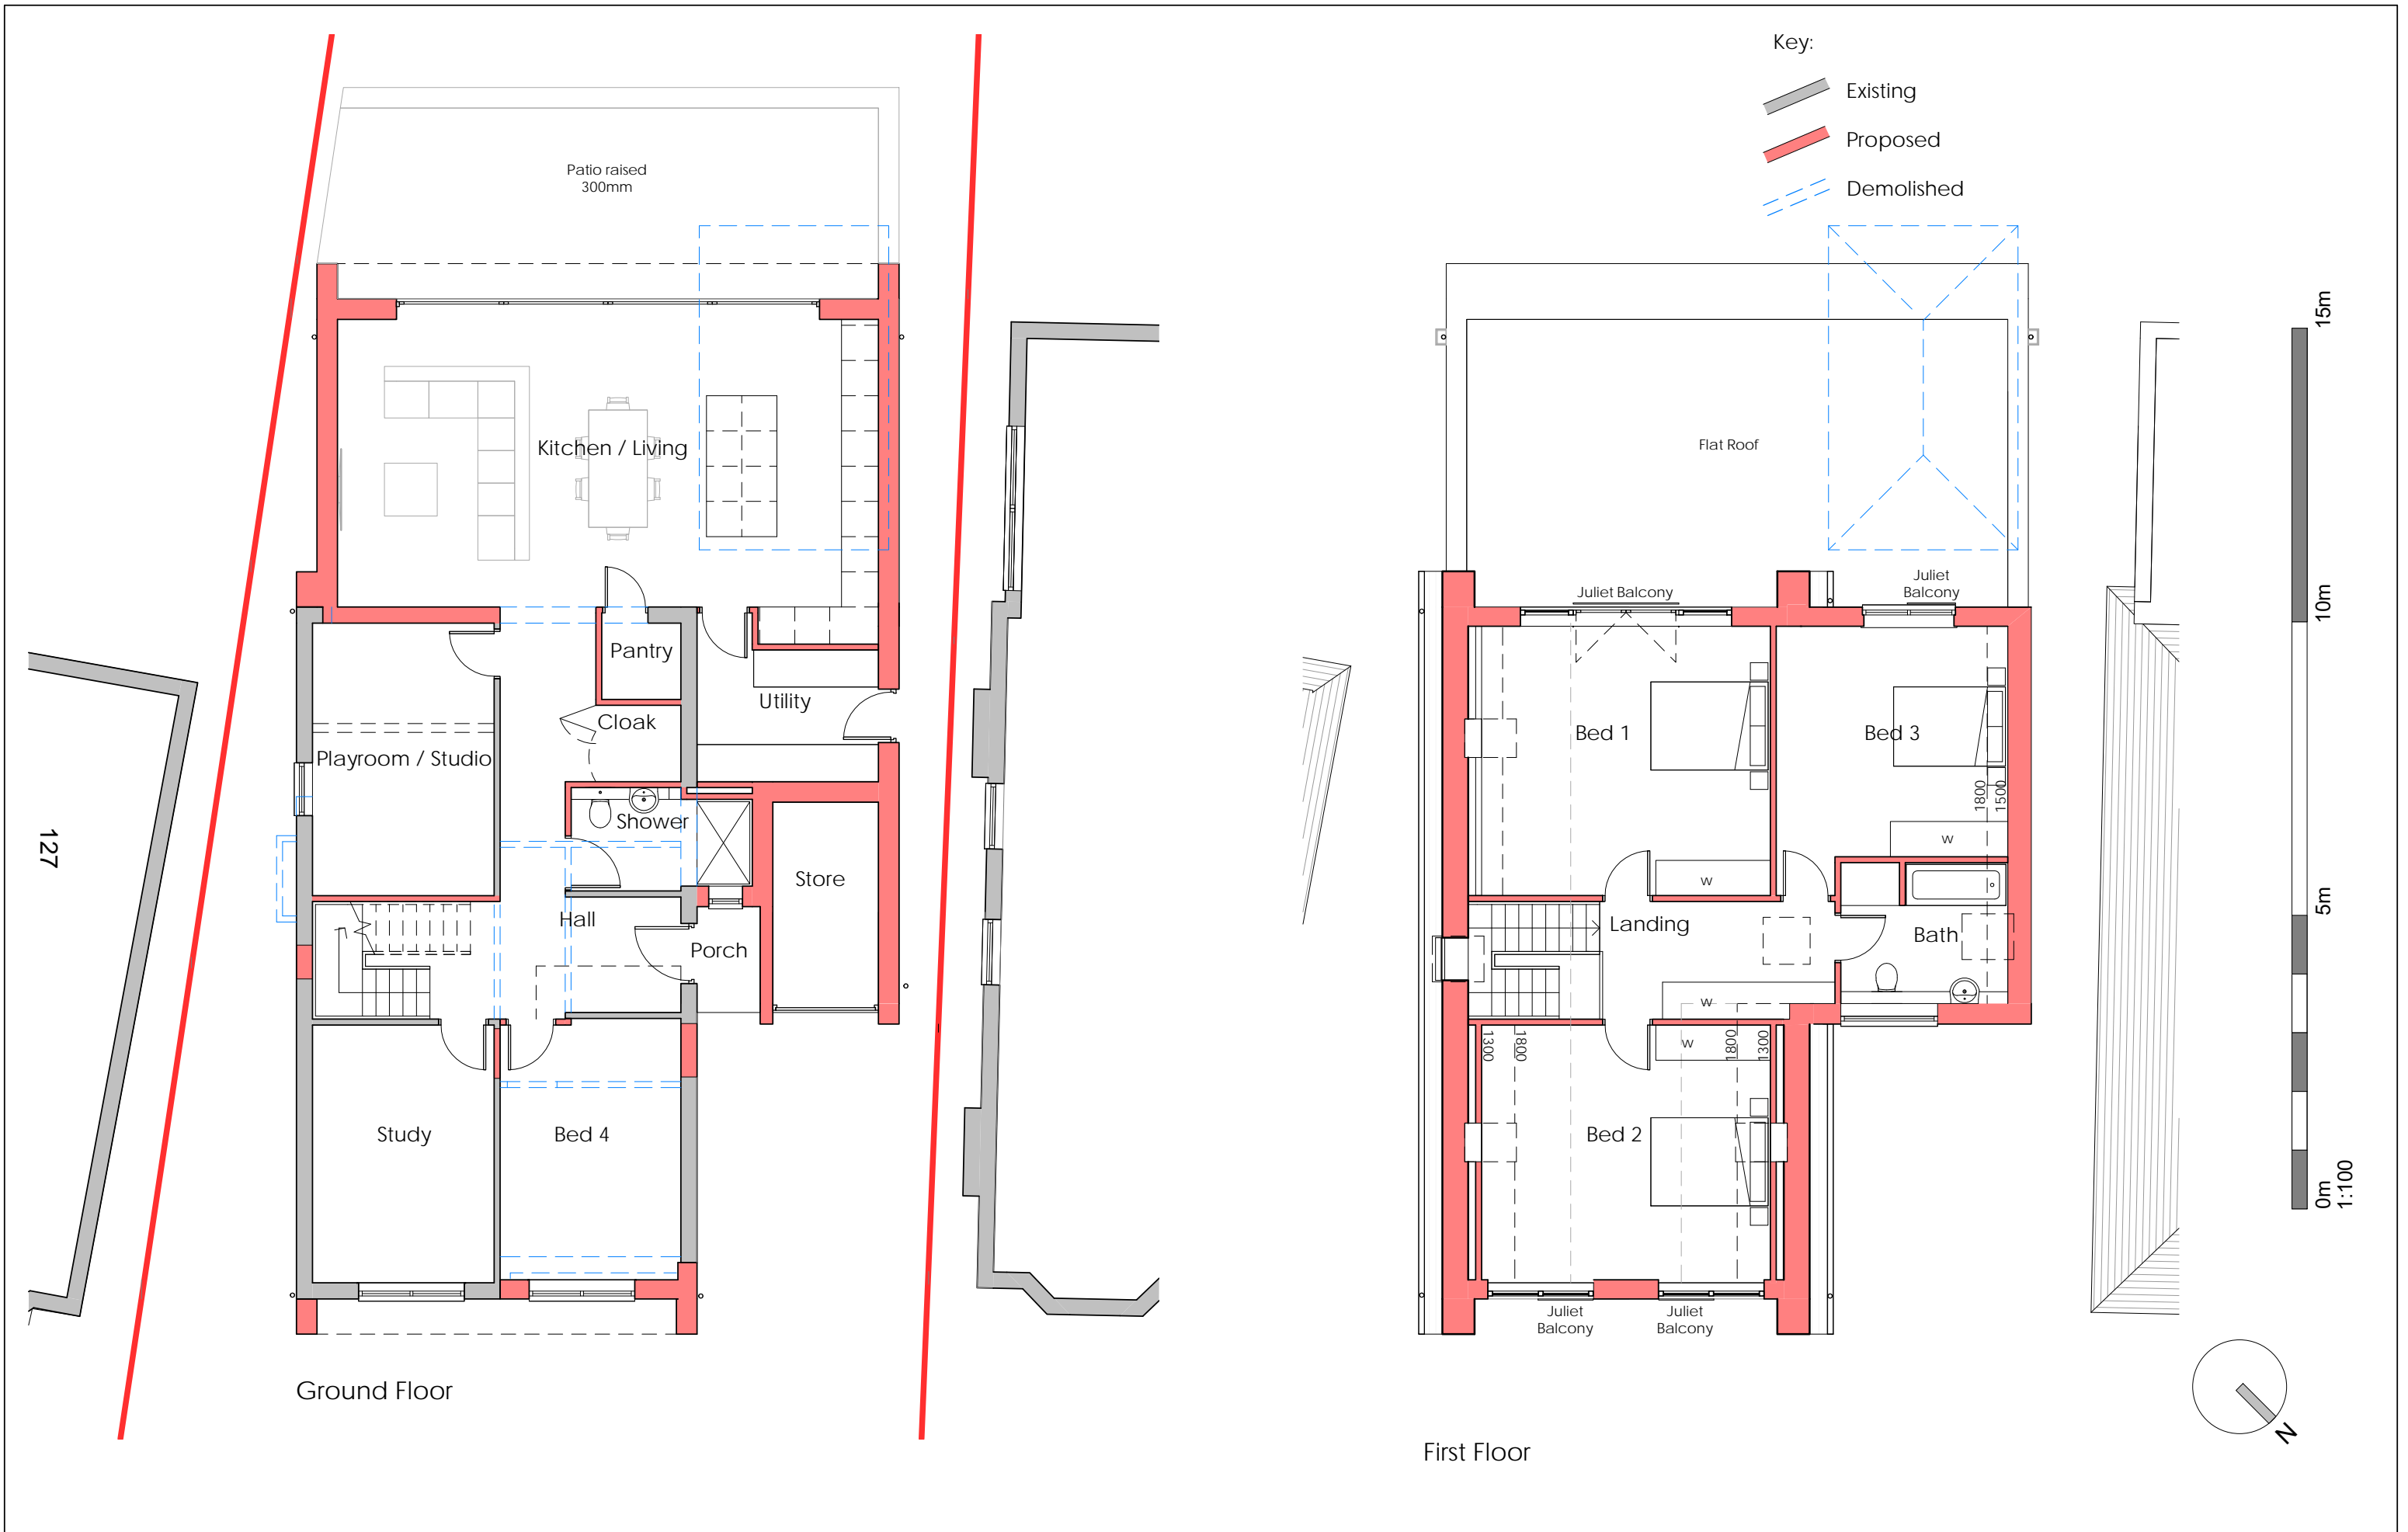 Key:
Existing
Proposed
Demolished
Patio raised
300mm
Kitchen / Living
Pantry
Utility
Cloak
Playroom / Studio
Shower
Store
Hall
Porch
Study
Bed 4
127
Ground Floor
Flat Roof
Juliet Balcony
Juliet
Balcony
Bed 1
Bed 3
1800
1500
W
W
Landing
Bath
W
1300
1800
W
1800
1300
Bed 2
Juliet
Balcony
Juliet
Balcony
First Floor
15m
10m
5m
0m
1:100
N